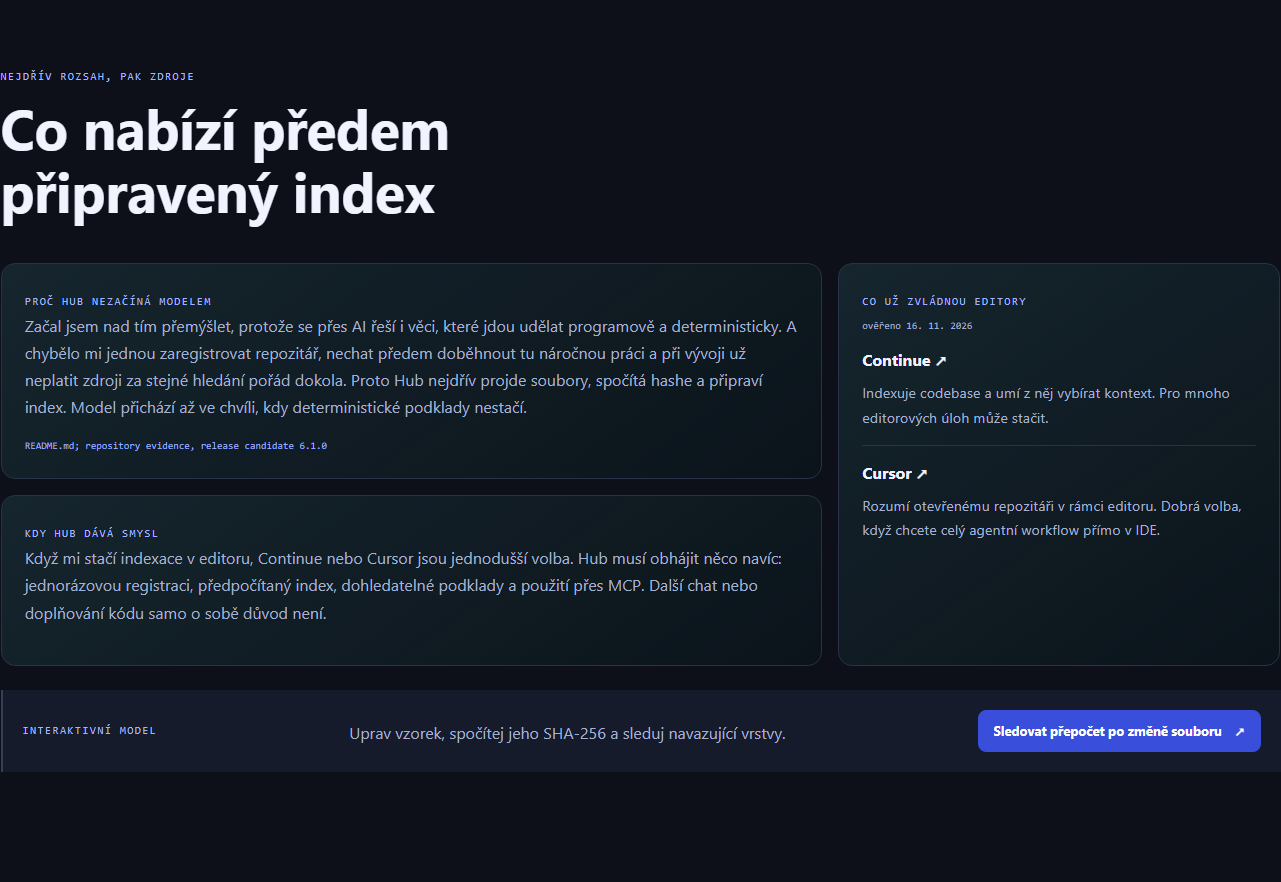 NEJDŘÍV ROZSAH, PAK ZDROJE
Co nabízí předem
připravený index
PROČ HUB NEZAČÍNÁ MODELEM
Začal jsem nad tím přemýšlet, protože se přes AI řeší i věci, které jdou udělat programově a deterministicky. A
chybělo mi jednou zaregistrovat repozitář, nechat předem doběhnout tu náročnou práci a při vývoji už
neplatit zdroji za stejné hledání pořád dokola. Proto Hub nejdřív projde soubory, spočítá hashe a připraví
index. Model přichází až ve chvíli, kdy deterministické podklady nestačí.
README.md; repository evidence, release candidate 6.1.0
KDY HUB DÁVÁ SMYSL
Když mi stačí indexace v editoru, Continue nebo Cursor jsou jednodušší volba. Hub musí obhájit něco navíc:
jednorázovou registraci, předpočítaný index, dohledatelné podklady a použití přes MCP. Další chat nebo
doplňování kódu samo o sobě důvod není.
CO UŽ ZVLÁDNOU EDITORY
ověřeno 16. 11. 2026
Continue ↗
Indexuje codebase a umí z něj vybírat kontext. Pro mnoho
editorových úloh může stačit.
Cursor ↗
Rozumí otevřenému repozitáři v rámci editoru. Dobrá volba,
když chcete celý agentní workflow přímo v IDE.
INTERAKTIVNÍ MODEL
Uprav vzorek, spočítej jeho SHA-256 a sleduj navazující vrstvy.
Sledovat přepočet po změně souboru ↗